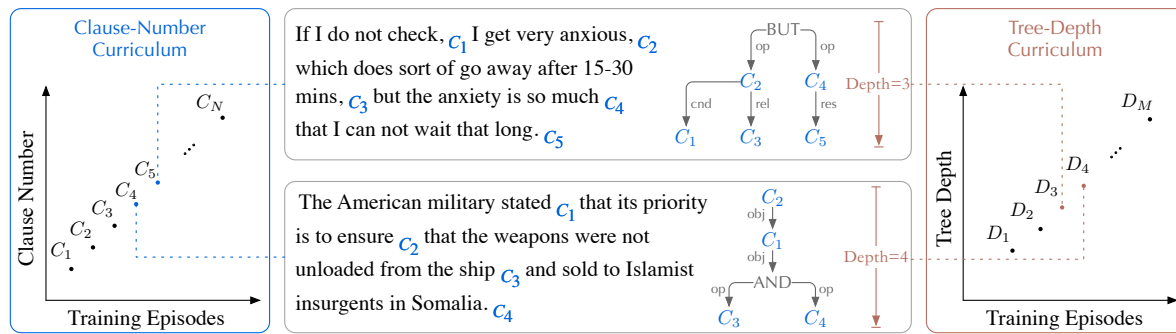 Clause-Number
Curriculum
Clause Number
C1
C2
C3
C4
C5
CN
Training Episodes
If I do not check, C1 I get very anxious, C2
which does sort of go away after 15-30
mins, C3 but the anxiety is so much C4
that I can not wait that long. C5
BUT
op op
C2 C4
cnd rel res
C1 C3 C5
Depth=3
The American military stated C1 that its priority
is to ensure C2 that the weapons were not
unloaded from the ship C3 and sold to Islamist
insurgents in Somalia. C4
C2
obj
C1
obj
AND
op op
C3 C4
Depth=4
Tree-Depth
Curriculum
Tree Depth
D1
D2
D3
D4
DM
Training Episodes